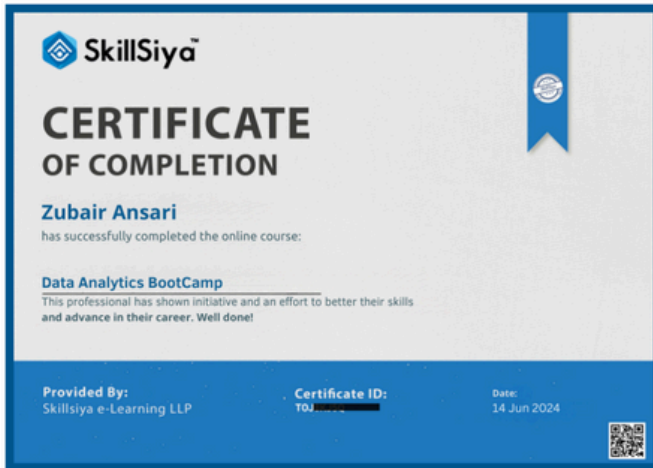 SkillSiya™
CERTIFICATE
OF COMPLETION
Zubair Ansari
has successfully completed the online course:
Data Analytics BootCamp
This professional has shown initiative and an effort to better their skills
and advance in their career. Well done!
Provided By:
Skillsiya e-Learning LLP
Certificate ID:
Date:
14 Jun 2024